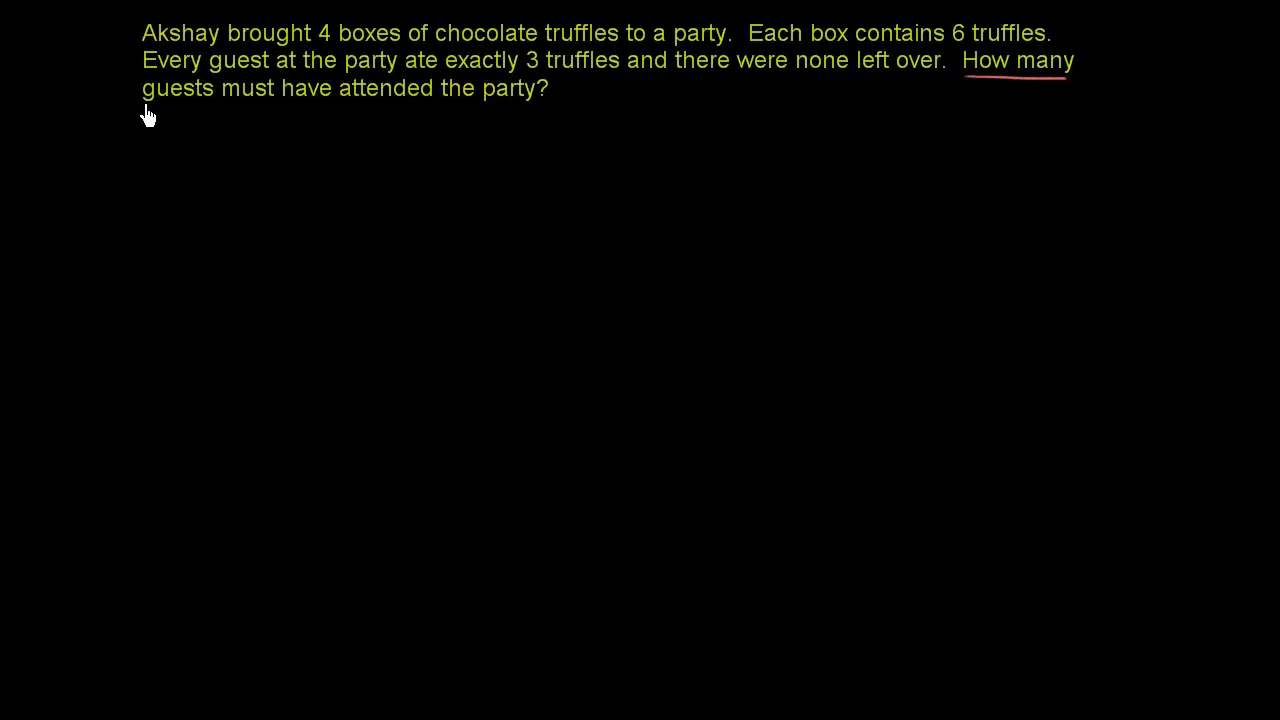 Akshay brought 4 boxes of chocolate truffles to a party.  Each box contains 6 truffles.
Every guest at the party ate exactly 3 truffles and there were none left over.  How many
guests must have attended the party?